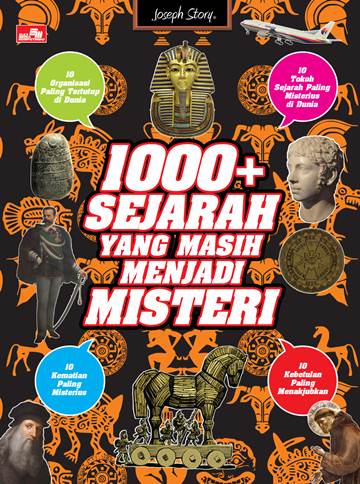 Joseph Story
10
Organisasi
Paling Tertutup
di Dunia
10
Tokoh
Sejarah Paling
Misterius
di Dunia
1000+
SEJARAH
YANG MASIH
MENJADI
MISTERI
10
Kematian
Paling
Misterius
10
Kebetulan
Paling
Menakjubkan